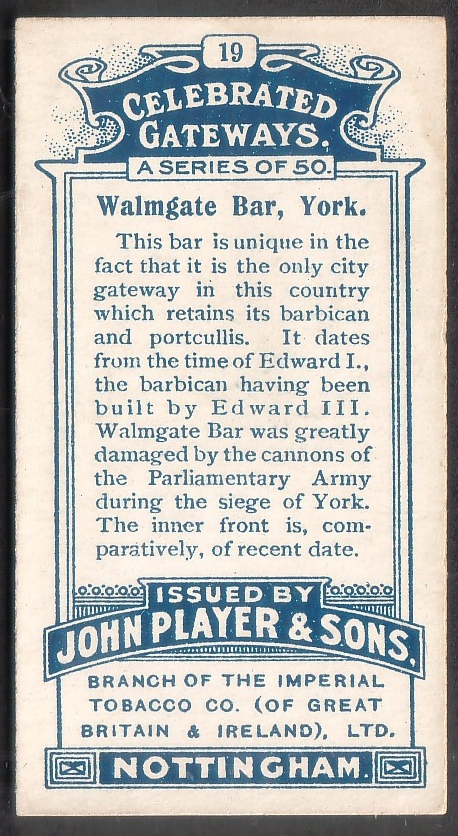 19
CELEBRATED
GATEWAYS.
A SERIES OF 50.
Walmgate Bar, York.
This bar is unique in the
fact that it is the only city
gateway in this country
which retains its barbican
and portcullis. It dates
from the time of Edward I.,
the barbican having been
built by Edward III.
Walmgate Bar was greatly
damaged by the cannons of
the Parliamentary Army
during the siege of York.
The inner front is, com-
paratively, of recent date.
ISSUED BY
JOHN PLAYER & SONS.
BRANCH OF THE IMPERIAL
TOBACCO CO. (OF GREAT
BRITAIN & IRELAND), LTD.
NOTTINGHAM.